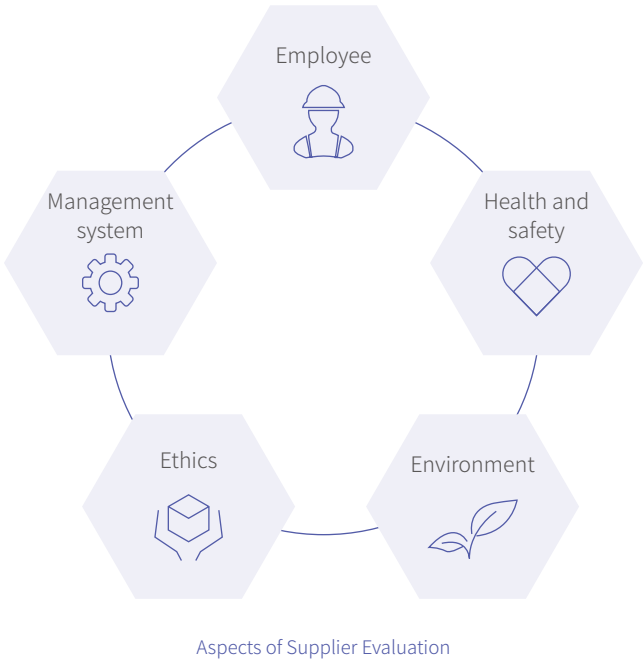 Employee
Management
system
Health and
safety
Ethics
Environment
Aspects of Supplier Evaluation